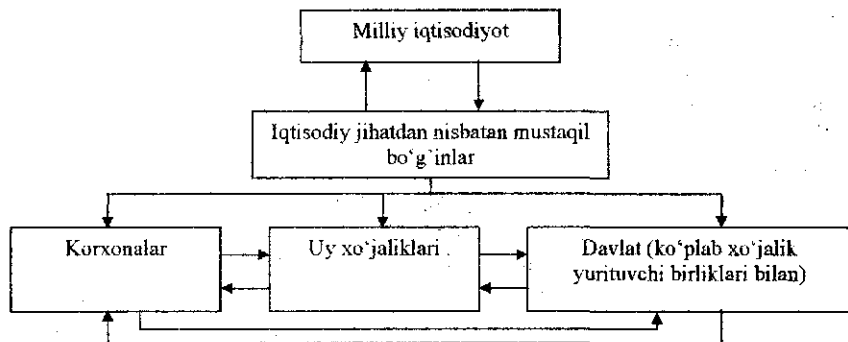 Milliy iqtisodiyot
Iqtisodiy jihatdan nisbatan mustaqil
bo‘g‘inlar
Korxonalar
Uy xo‘jaliklari
Davlat (ko‘plab xo‘jalik
yurituvchi birliklari bilan)